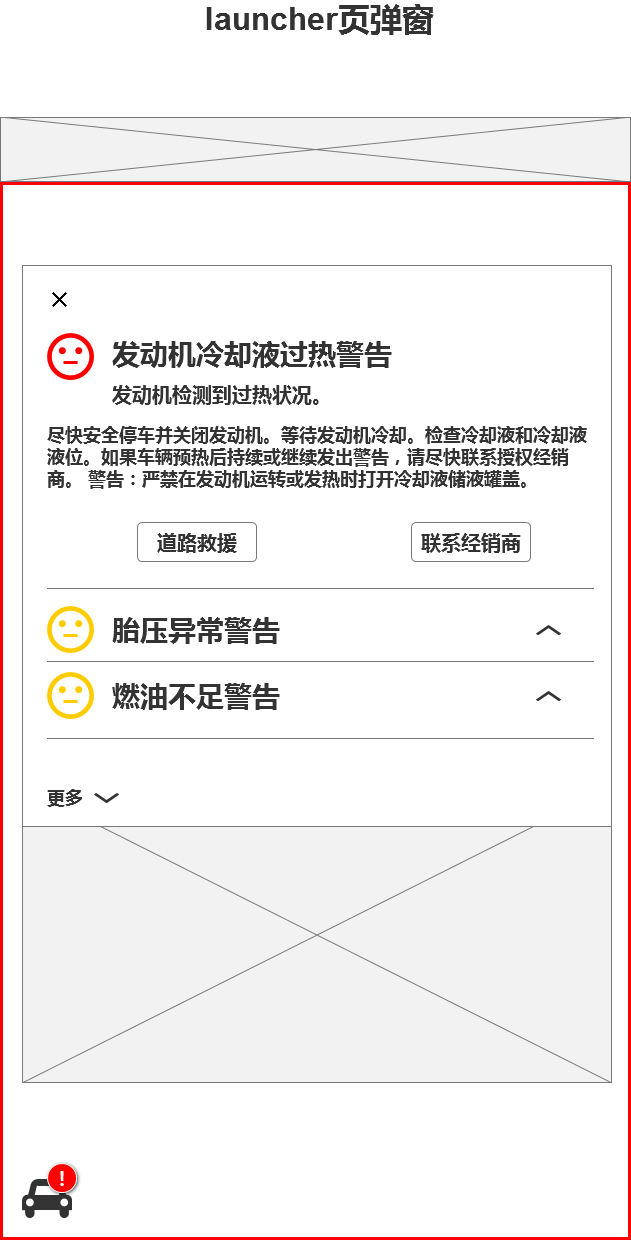 launcher页弹窗
发动机冷却液过热警告
发动机检测到过热状况。
尽快安全停车并关闭发动机。等待发动机冷却。检查冷却液和冷却液
液位。如果车辆预热后持续或继续发出警告，请尽快联系授权经销
商。 警告：严禁在发动机运转或发热时打开冷却液储液罐盖。
道路救援
联系经销商
胎压异常警告
燃油不足警告
更多
!